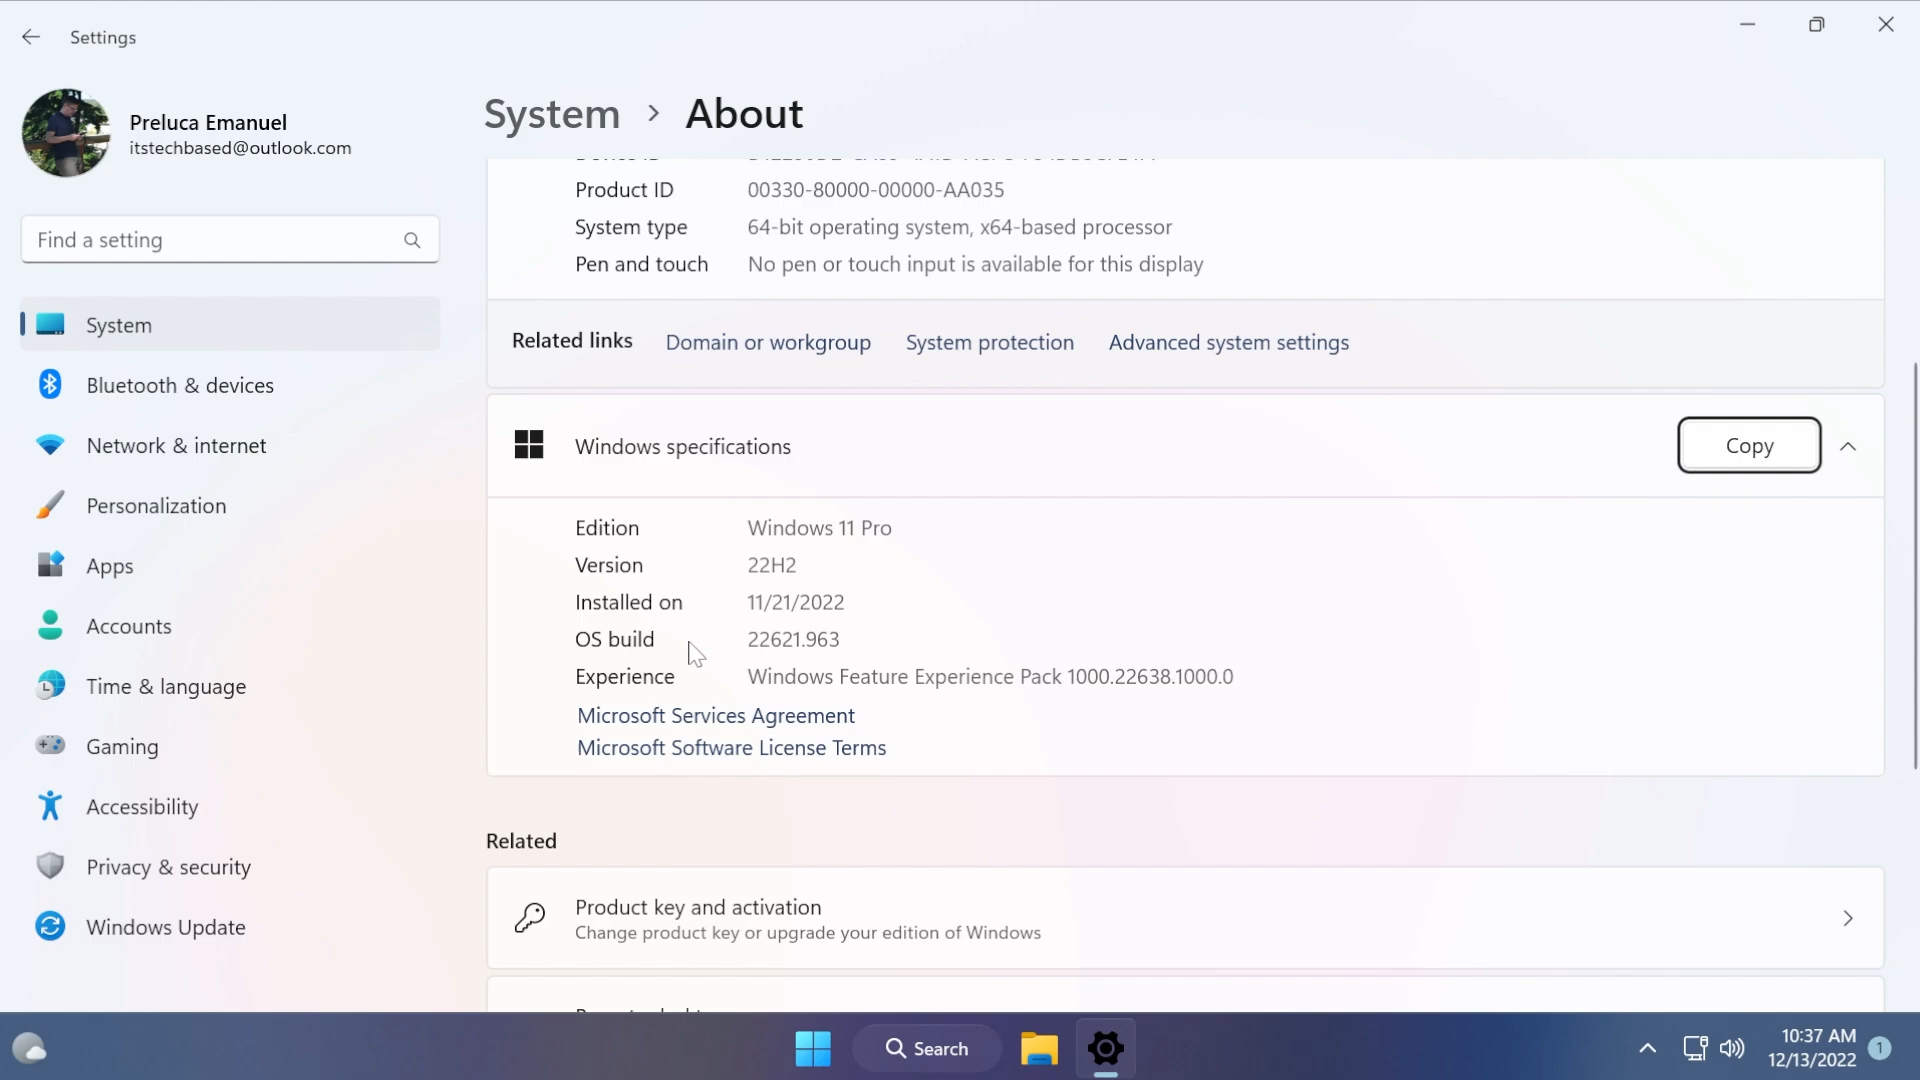 Settings
Preluca Emanuel
itstechbased@outlook.com
Find a setting
System
Bluetooth & devices
Network & internet
Personalization
Apps
Accounts
Time & language
Gaming
Accessibility
Privacy & security
Windows Update
System > About
Product ID 00330-80000-00000-AA035
System type 64-bit operating system, x64-based processor
Pen and touch No pen or touch input is available for this display
Related links Domain or workgroup System protection Advanced system settings
Windows specifications Copy
Edition Windows 11 Pro
Version 22H2
Installed on 11/21/2022
OS build 22621.963
Experience Windows Feature Experience Pack 1000.22638.1000.0
Microsoft Services Agreement
Microsoft Software License Terms
Related
Product key and activation
Change product key or upgrade your edition of Windows
Search
10:37 AM
12/13/2022
1